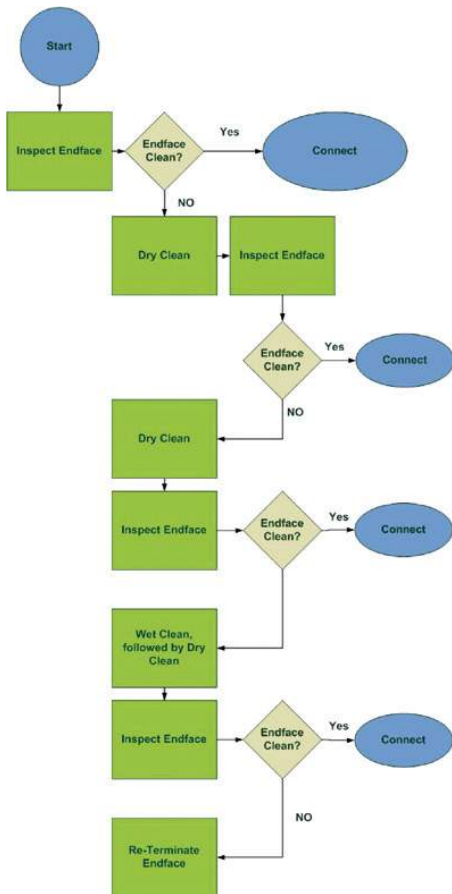 Start
Inspect Endface
Endface
Clean?
Yes
Connect
NO
Dry Clean
Inspect Endface
Endface
Clean?
Yes
Connect
NO
Dry Clean
Inspect Endface
Endface
Clean?
Yes
Connect
Wet Clean,
followed by Dry
Clean
Inspect Endface
Endface
Clean?
Yes
Connect
NO
Re-Terminate
Endface